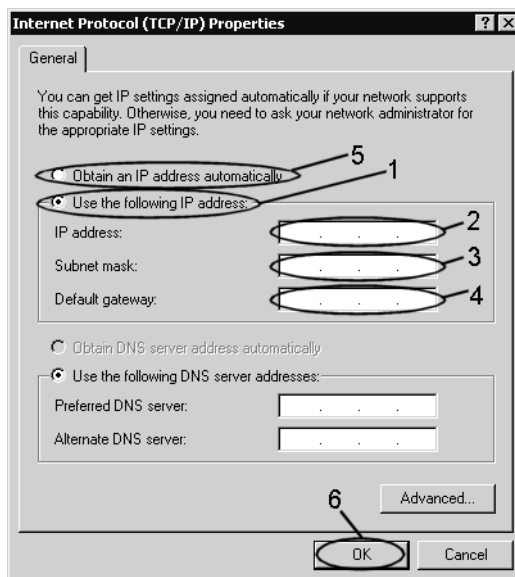 Internet Protocol (TCP/IP) Properties ? X
General
You can get IP settings assigned automatically if your network supports
this capability. Otherwise, you need to ask your network administrator for
the appropriate IP settings.
5
Obtain an IP address automatically
1
Use the following IP address:
IP address: . . . 2
Subnet mask: . . . 3
Default gateway: . . . 4
Obtain DNS server address automatically
Use the following DNS server addresses:
Preferred DNS server: . . .
Alternate DNS server: . . .
6
Advanced...
OK Cancel